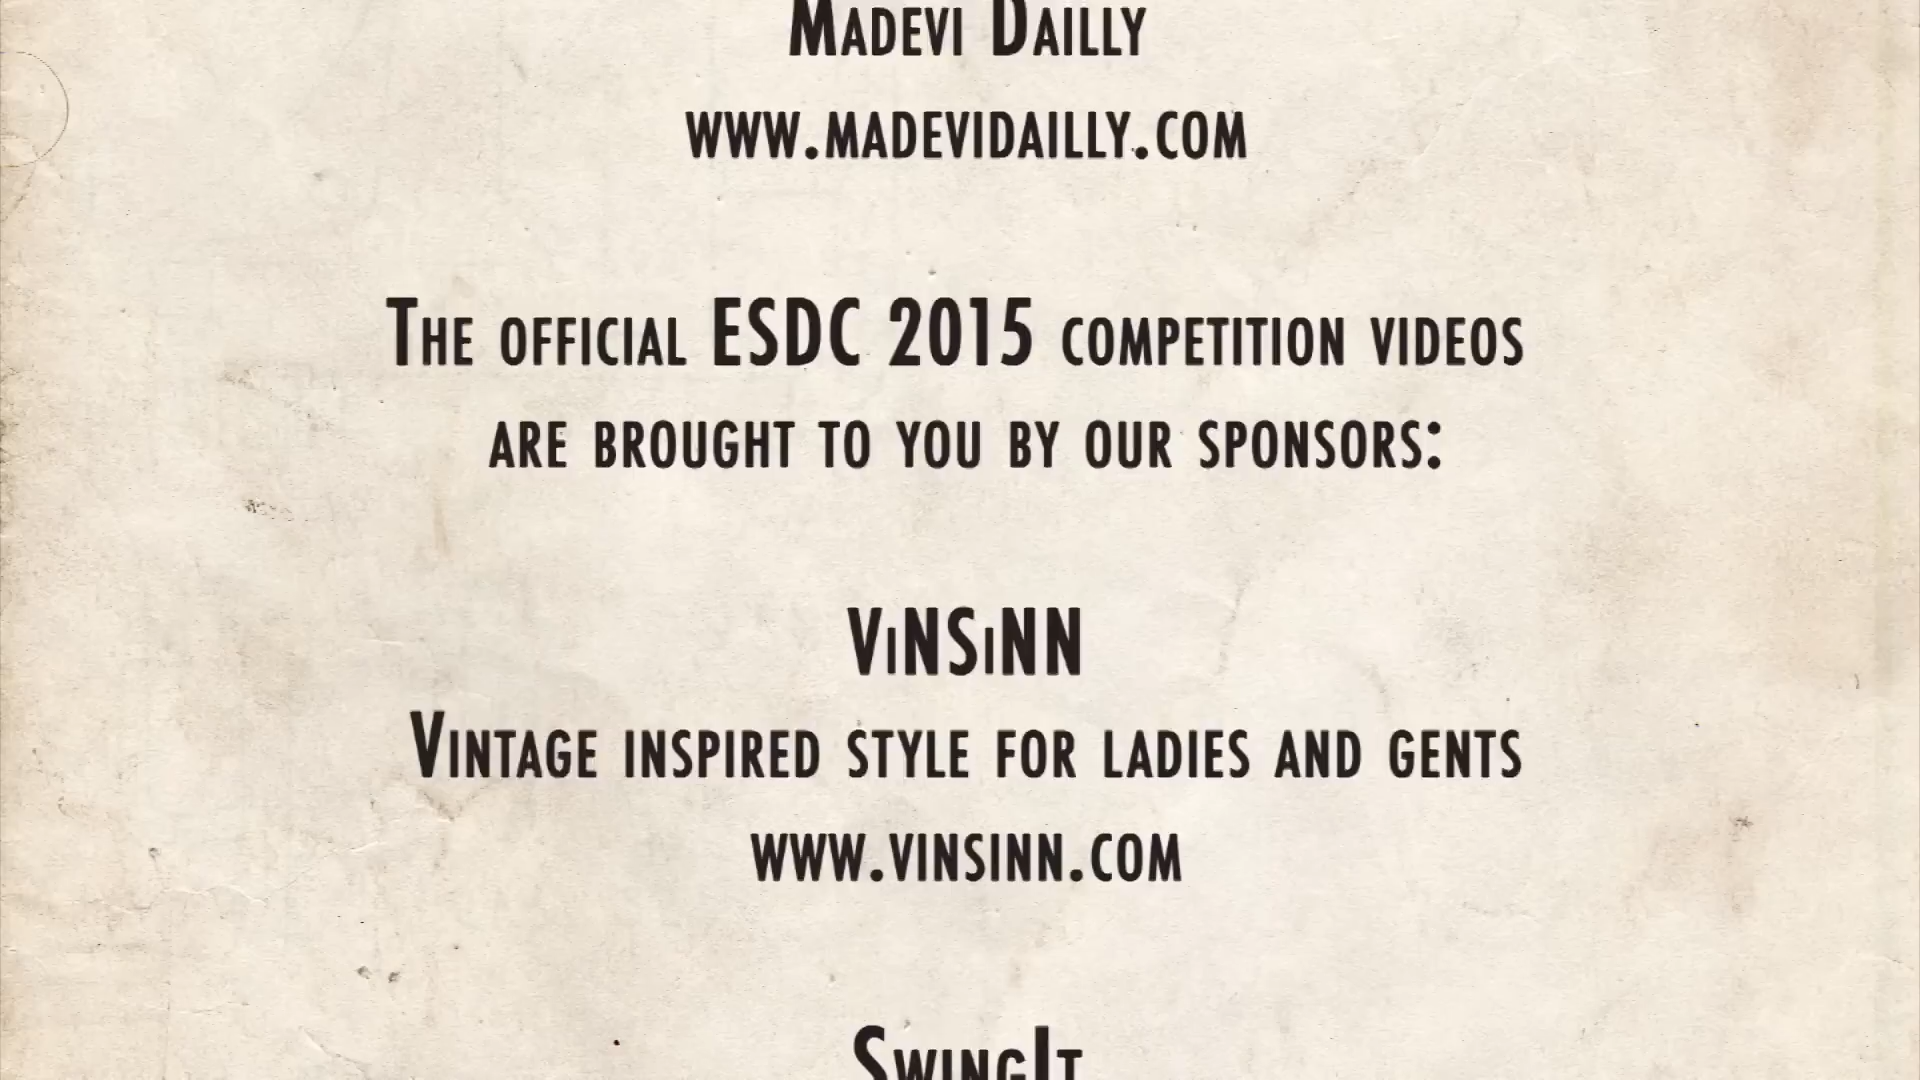 Madevi Dailly
www.madevidailly.com
The official ESDC 2015 competition videos
are brought to you by our sponsors:
ViNSiNN
Vintage inspired style for ladies and gents
www.vinsinn.com
SwingIt